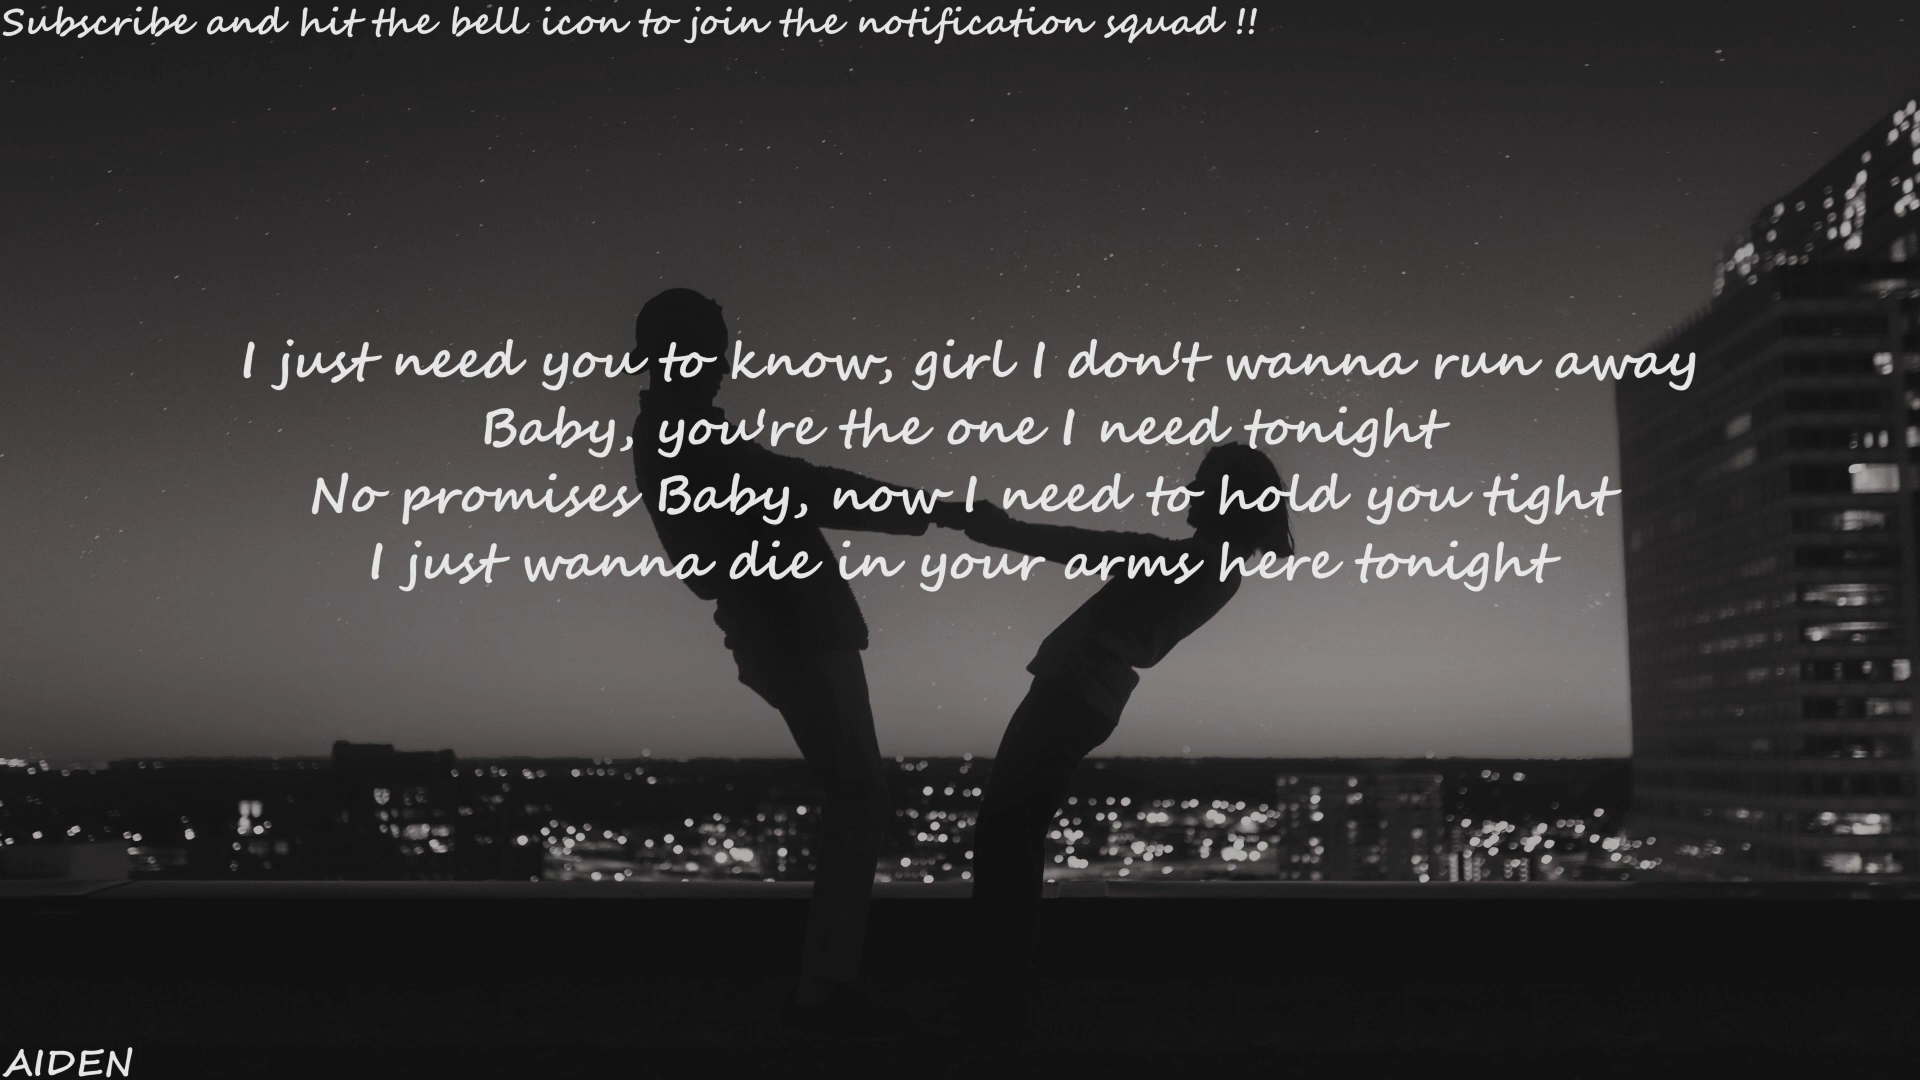 Subscribe and hit the bell icon to join the notification squad !!
I just need you to know, girl I don't wanna run away
Baby, you're the one I need tonight
No promises Baby, now I need to hold you tight
I just wanna die in your arms here tonight
AIDEN